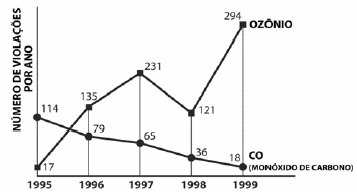 NÚMERO DE VIOLAÇÕES
POR ANO
294
OZÔNIO
231
135
114
121
79
65
36
18
CO
(MONÓXIDO DE CARBONO)
17
1995 1996 1997 1998 1999